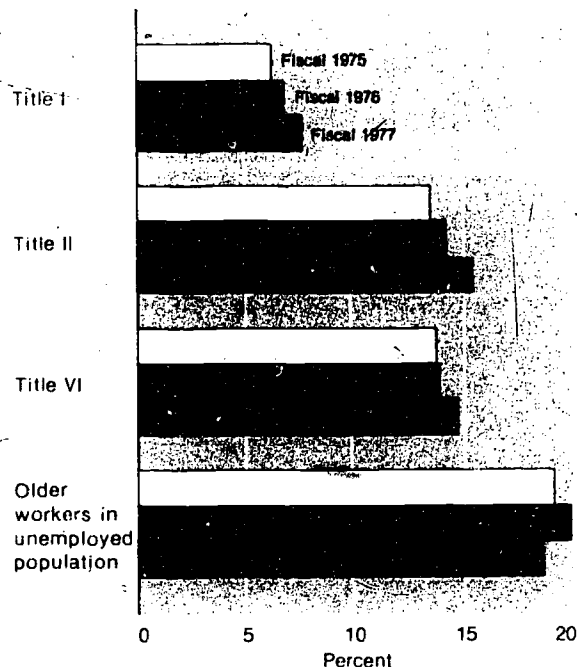 Fiscal 1975
Title I
Fiscal 1976
Fiscal 1977
Title II
Title VI
Older
workers in
unemployed
population
0 5 10 15 20
Percent